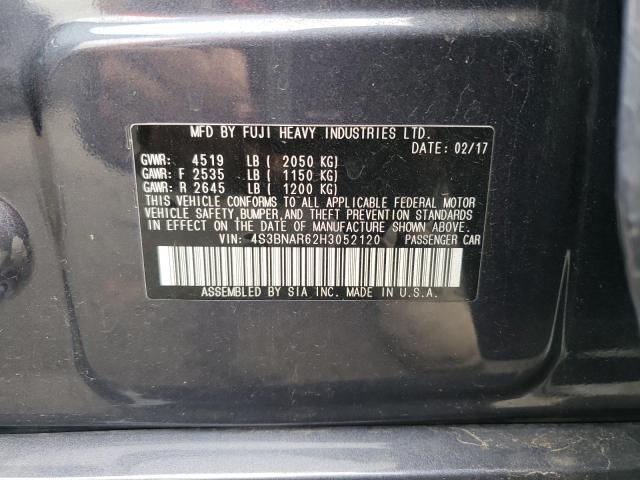 MFD BY FUJI HEAVY INDUSTRIES LTD.
DATE: 02/17
GVWR: 4519 LB ( 2050 KG)
GAWR: F 2535 LB ( 1150 KG)
GAWR: R 2645 LB ( 1200 KG)
THIS VEHICLE CONFORMS TO ALL APPLICABLE FEDERAL MOTOR
VEHICLE SAFETY, BUMPER, AND THEFT PREVENTION STANDARDS
IN EFFECT ON THE DATE OF MANUFACTURE SHOWN ABOVE.
VIN: 4S3BNAR62H3052120 PASSENGER CAR
ASSEMBLED BY SIA INC. MADE IN U.S.A.